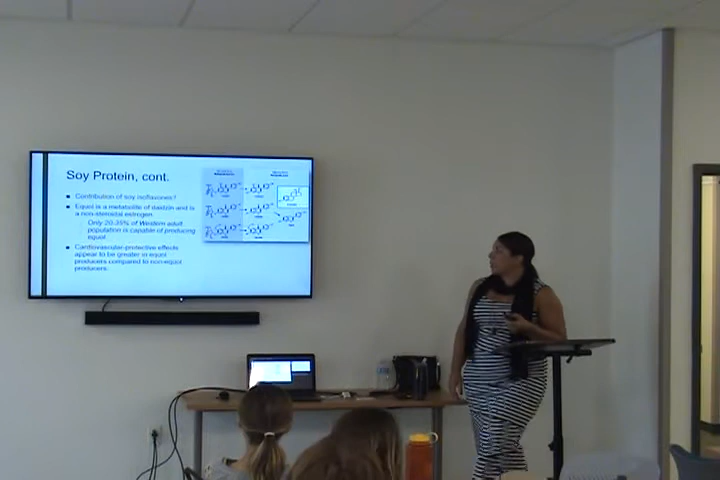 Soy Protein, cont.
Contribution of soy isoflavones?
Equol is a metabolite of daidzin and is
a non-steroidal estrogen.
Only 20-35% of Western adult
population is capable of producing
equol
Cardiovascular-protective effects
appear to be greater in equol
producers compared to non-equol
producers.